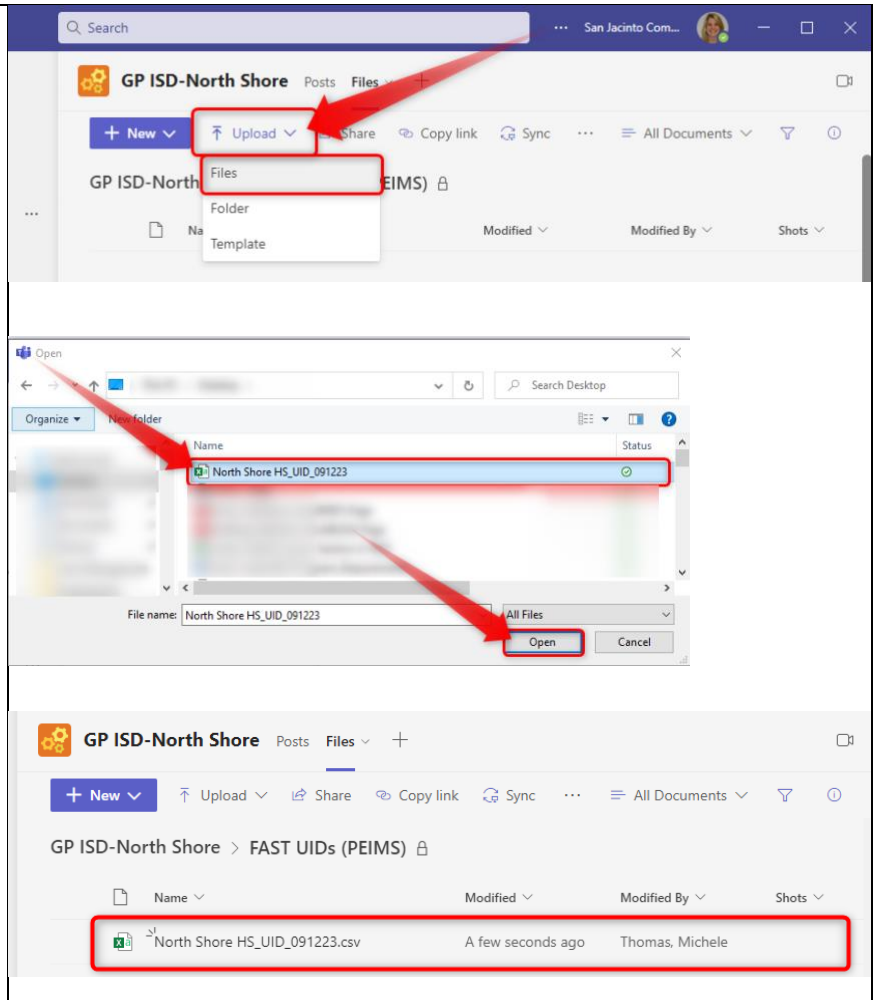 Search
... San Jacinto Com...
GP ISD-North Shore Posts Files
+ New Upload Share Copy link Sync ... All Documents
Files
GP ISD-North EIMS)
Folder
...
Na Modified Modified By Shots
Template
Open
Search Desktop
Organize New folder
Name Status
North Shore HS_UID_091223
File name: North Shore HS_UID_091223 All Files
Open Cancel
GP ISD-North Shore Posts Files +
+ New Upload Share Copy link Sync ... All Documents
GP ISD-North Shore > FAST UIDs (PEIMS)
Name Modified Modified By Shots
North Shore HS_UID_091223.csv A few seconds ago Thomas, Michele